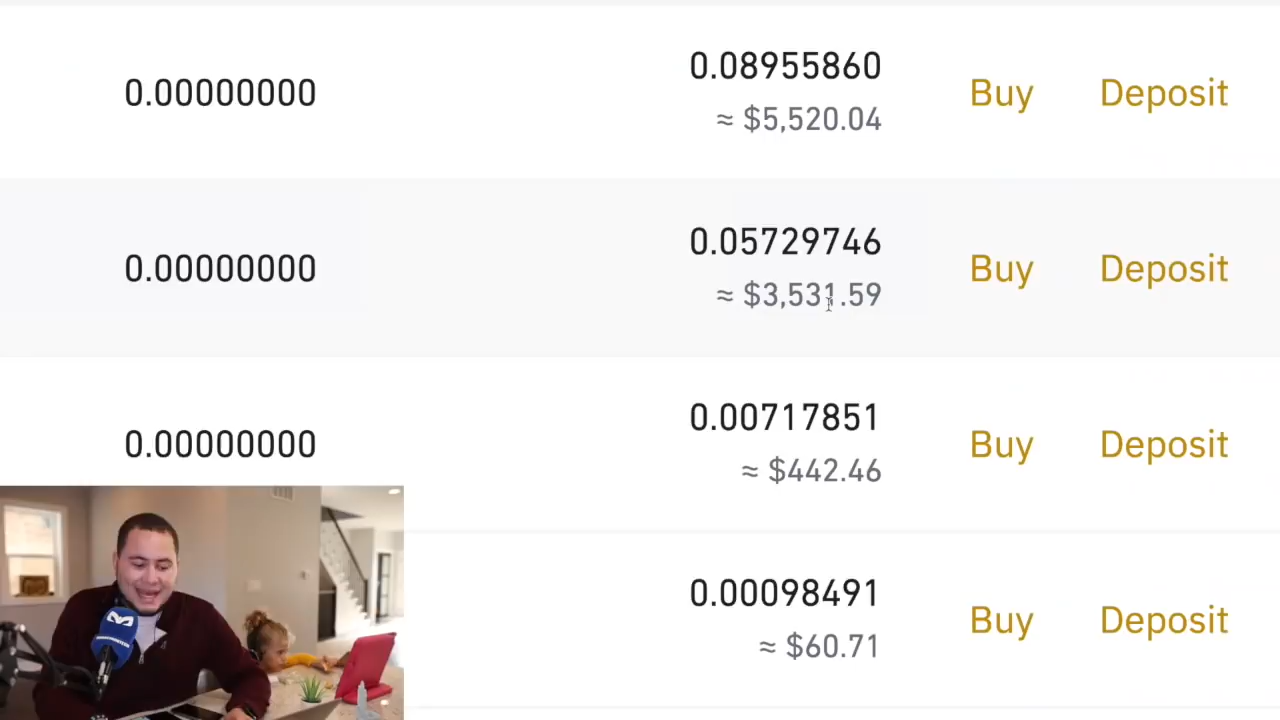 0.00000000 0.08955860 Buy Deposit
≈ $5,520.04
0.00000000 0.05729746 Buy Deposit
≈ $3,531.59
0.00000000 0.00717851 Buy Deposit
≈ $442.46
0.00098491 Buy Deposit
≈ $60.71